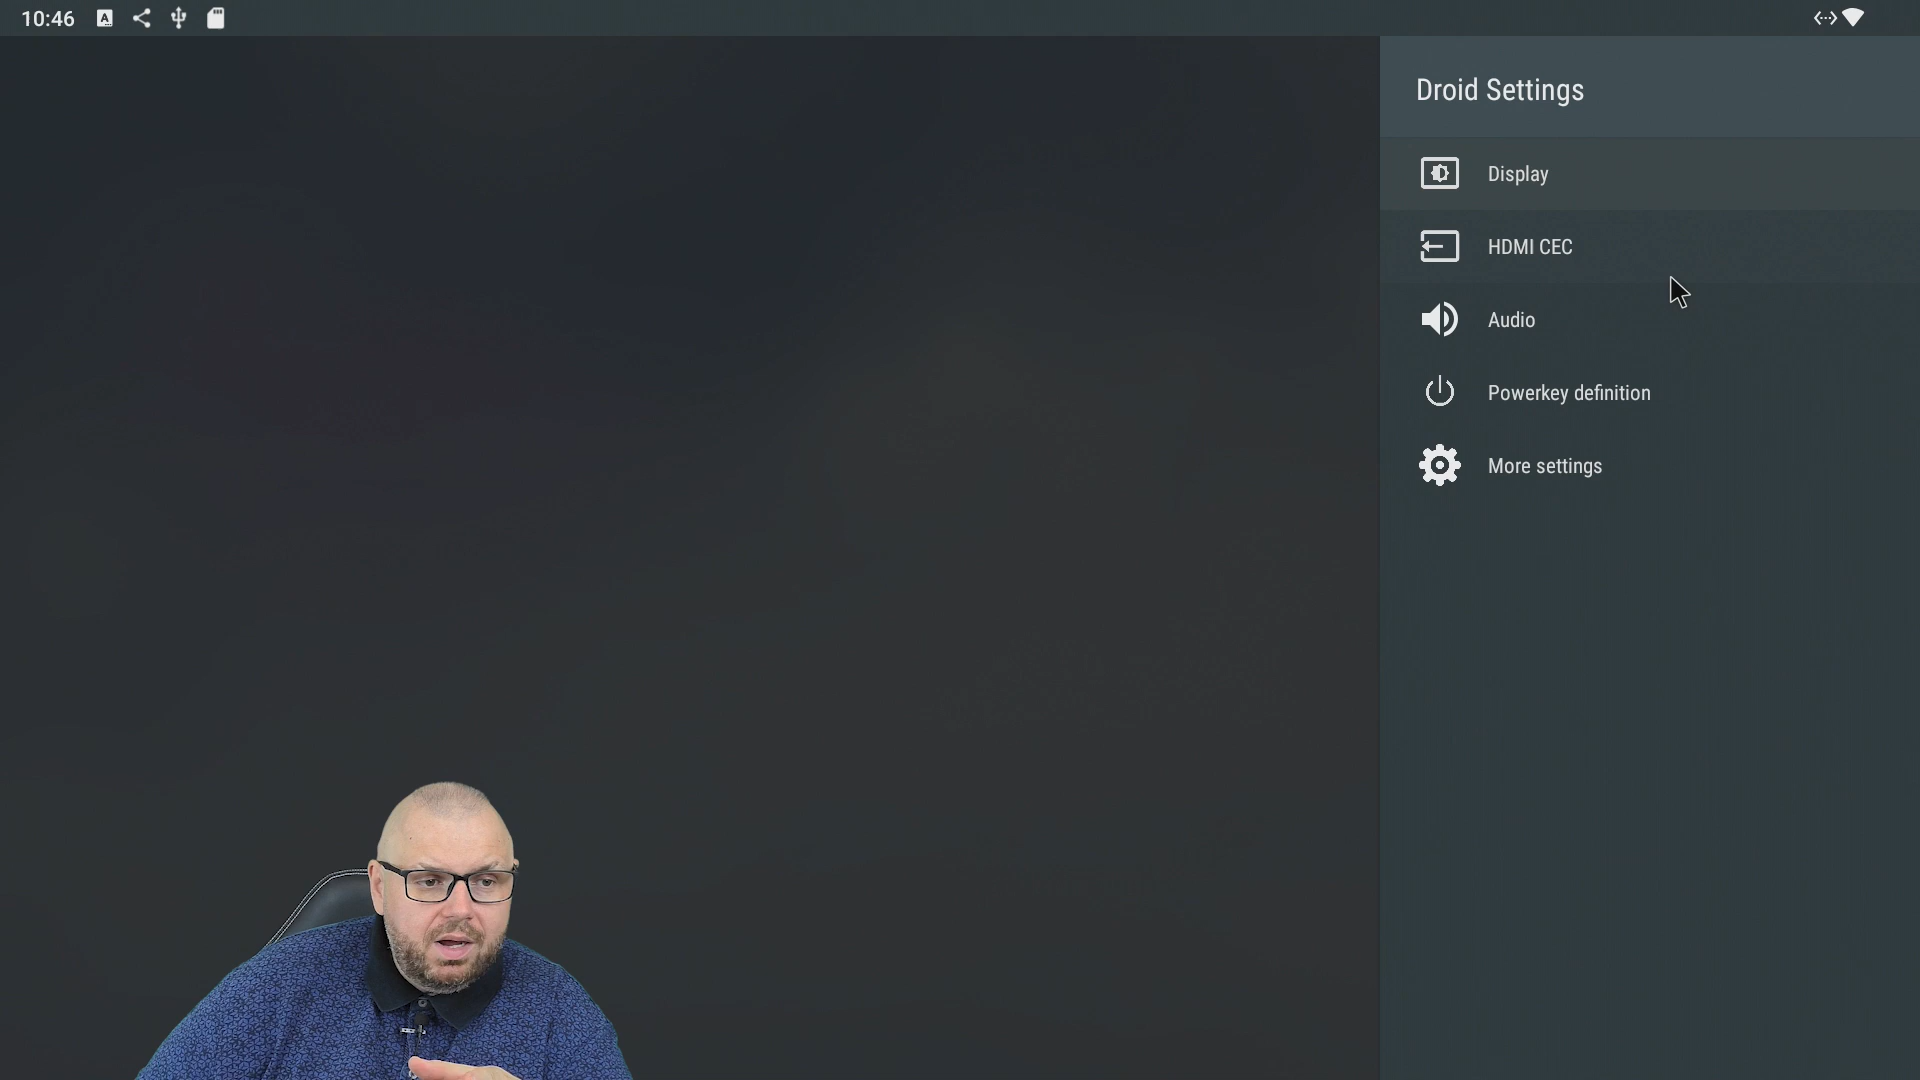 10:46
Droid Settings
Display
HDMI CEC
Audio
Powerkey definition
More settings